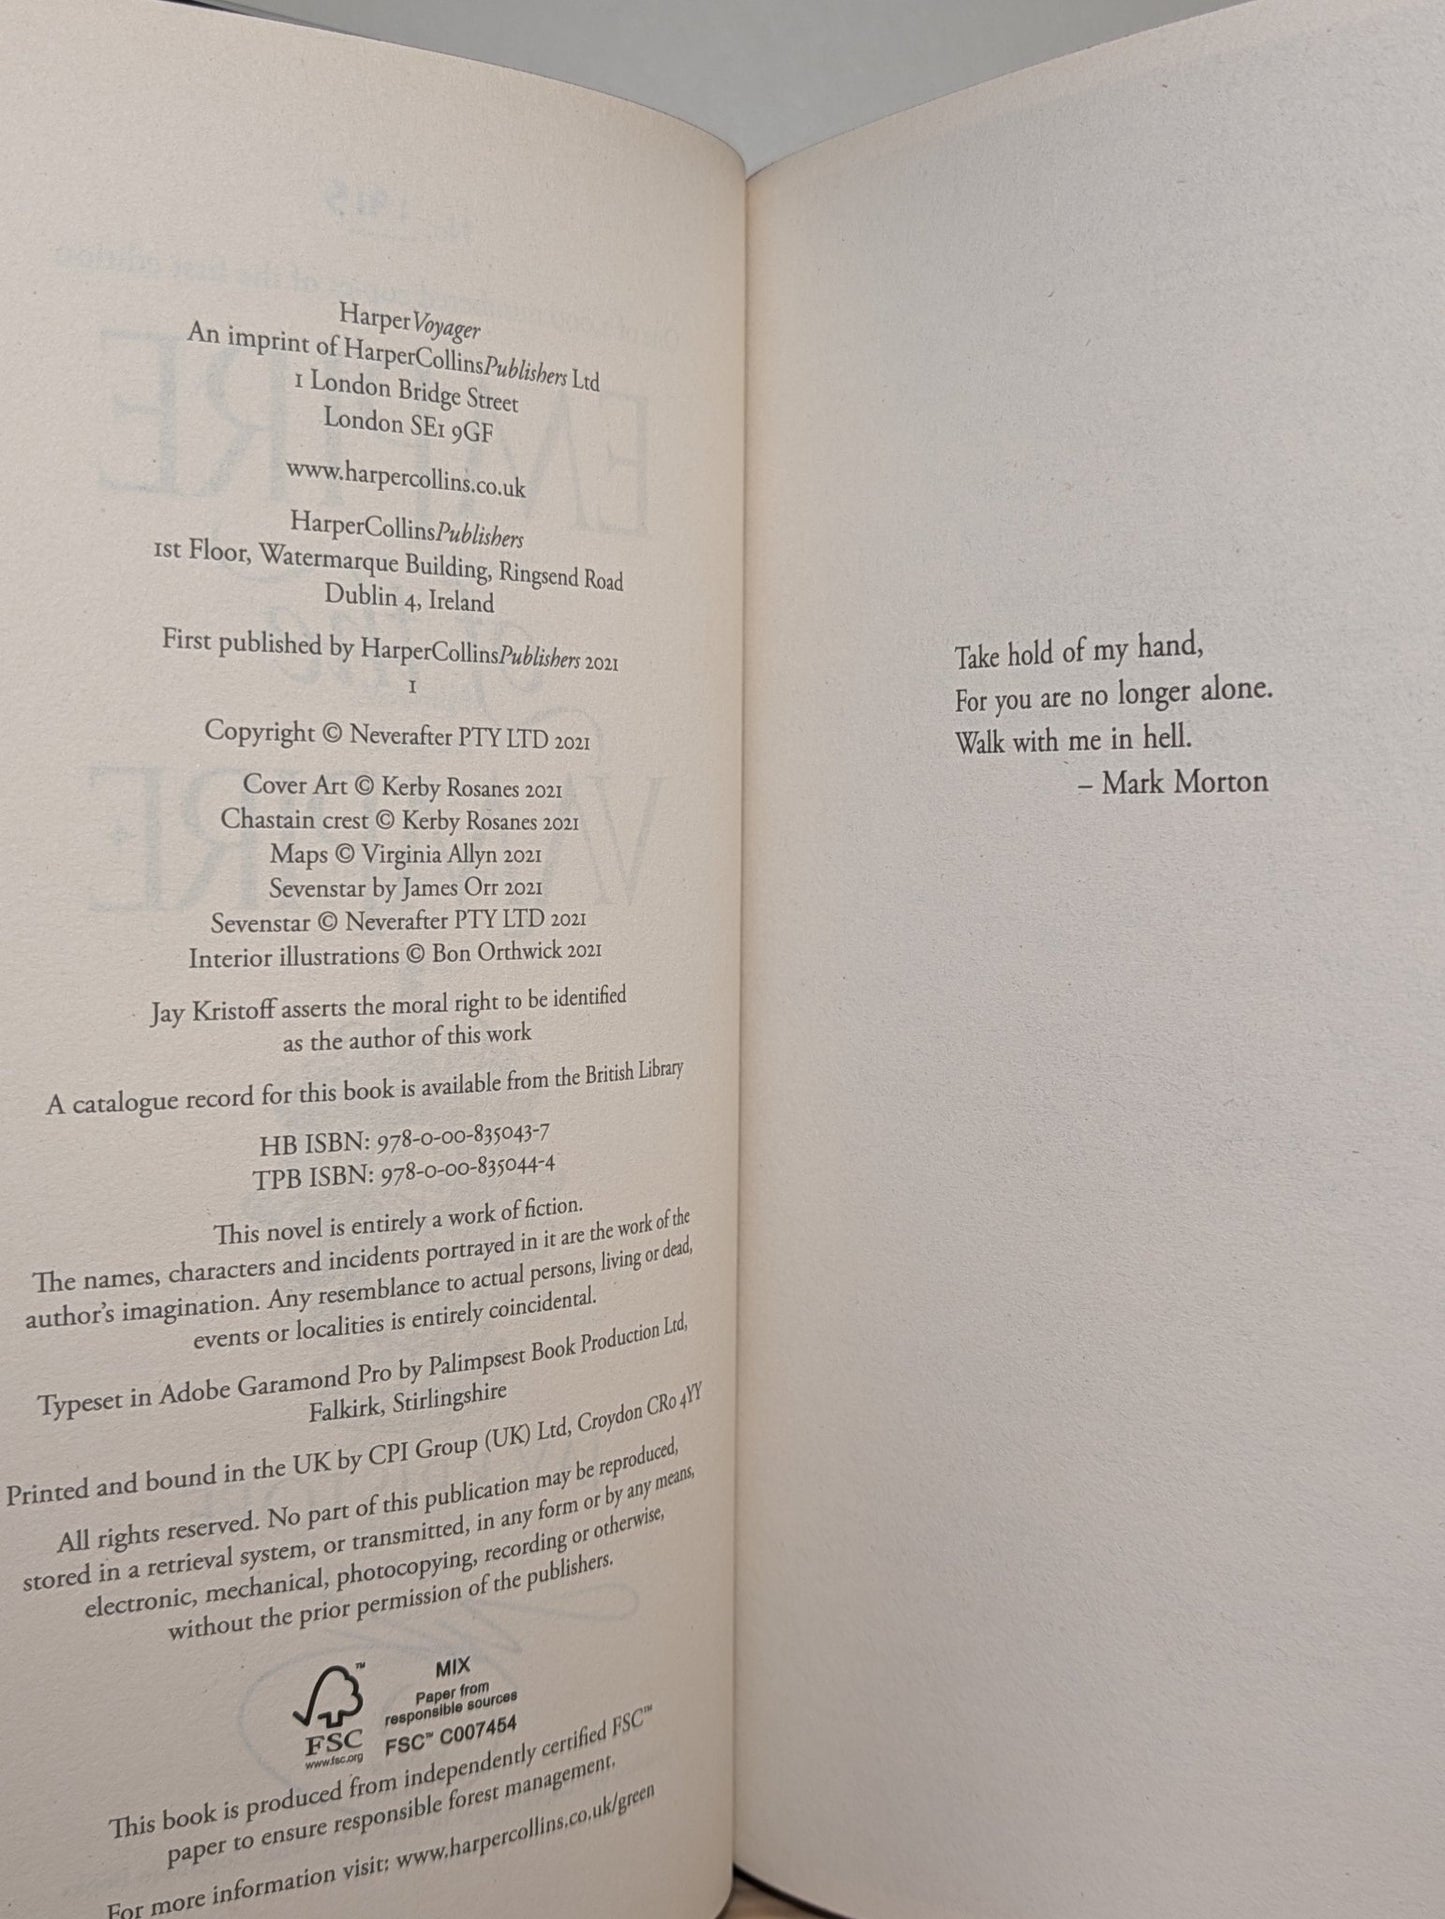 HarperVoyager
An imprint of HarperCollinsPublishers Ltd
1 London Bridge Street
London SE1 9GF
www.harpercollins.co.uk
HarperCollinsPublishers
1st Floor, Watermarque Building, Ringsend Road
Dublin 4, Ireland
First published by HarperCollinsPublishers 2021
1
Copyright © Neverafter PTY LTD 2021
Cover Art © Kerby Rosanes 2021
Chastain crest © Kerby Rosanes 2021
Maps © Virginia Allyn 2021
Sevenstar by James Orr 2021
Sevenstar © Neverafter PTY LTD 2021
Interior illustrations © Bon Orthwick 2021
Jay Kristoff asserts the moral right to be identified
as the author of this work
A catalogue record for this book is available from the British Library
HB ISBN: 978-0-00-835043-7
TPB ISBN: 978-0-00-835044-4
This novel is entirely a work of fiction.
The names, characters and incidents portrayed in it are the work of the
author's imagination. Any resemblance to actual persons, living or dead,
events or localities is entirely coincidental.
Typeset in Adobe Garamond Pro by Palimpsest Book Production Ltd,
Falkirk, Stirlingshire
Printed and bound in the UK by CPI Group (UK) Ltd, Croydon CR0 4YY
All rights reserved. No part of this publication may be reproduced,
stored in a retrieval system, or transmitted, in any form or by any means,
electronic, mechanical, photocopying, recording or otherwise,
without the prior permission of the publishers.
FSC™
www.fsc.org
MIX
Paper from
responsible sources
FSC™ C007454
This book is produced from independently certified FSC™
paper to ensure responsible forest management.
For more information visit: www.harpercollins.co.uk/green
Take hold of my hand,
For you are no longer alone.
Walk with me in hell.
– Mark Morton